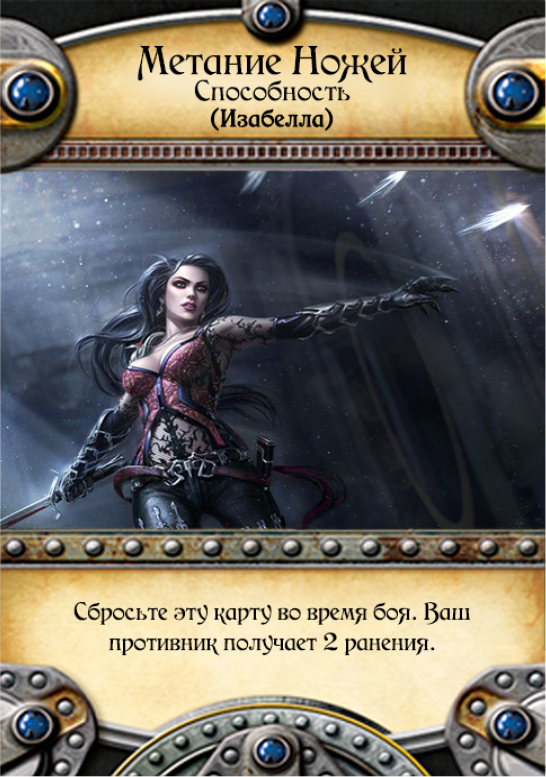 Метание Ножей
Способность
(Изабелла)
Сбросьте эту карту во время боя. Ваш
противник получает 2 ранения.